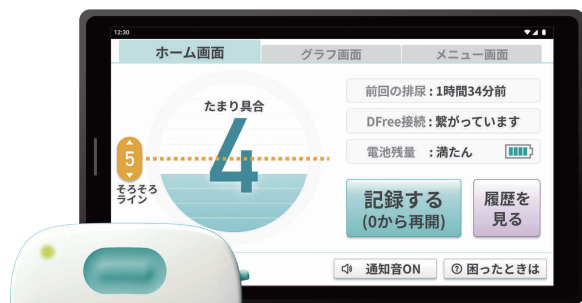 12:30
ホーム画面
グラフ画面
メニュー画面
たまり具合
4
5
そろそろ
ライン
前回の排尿 : 1時間34分前
DFree接続 : 繋がっています
電池残量 : 満たん
記録する
(0から再開)
履歴を
見る
通知音ON
?困ったときは